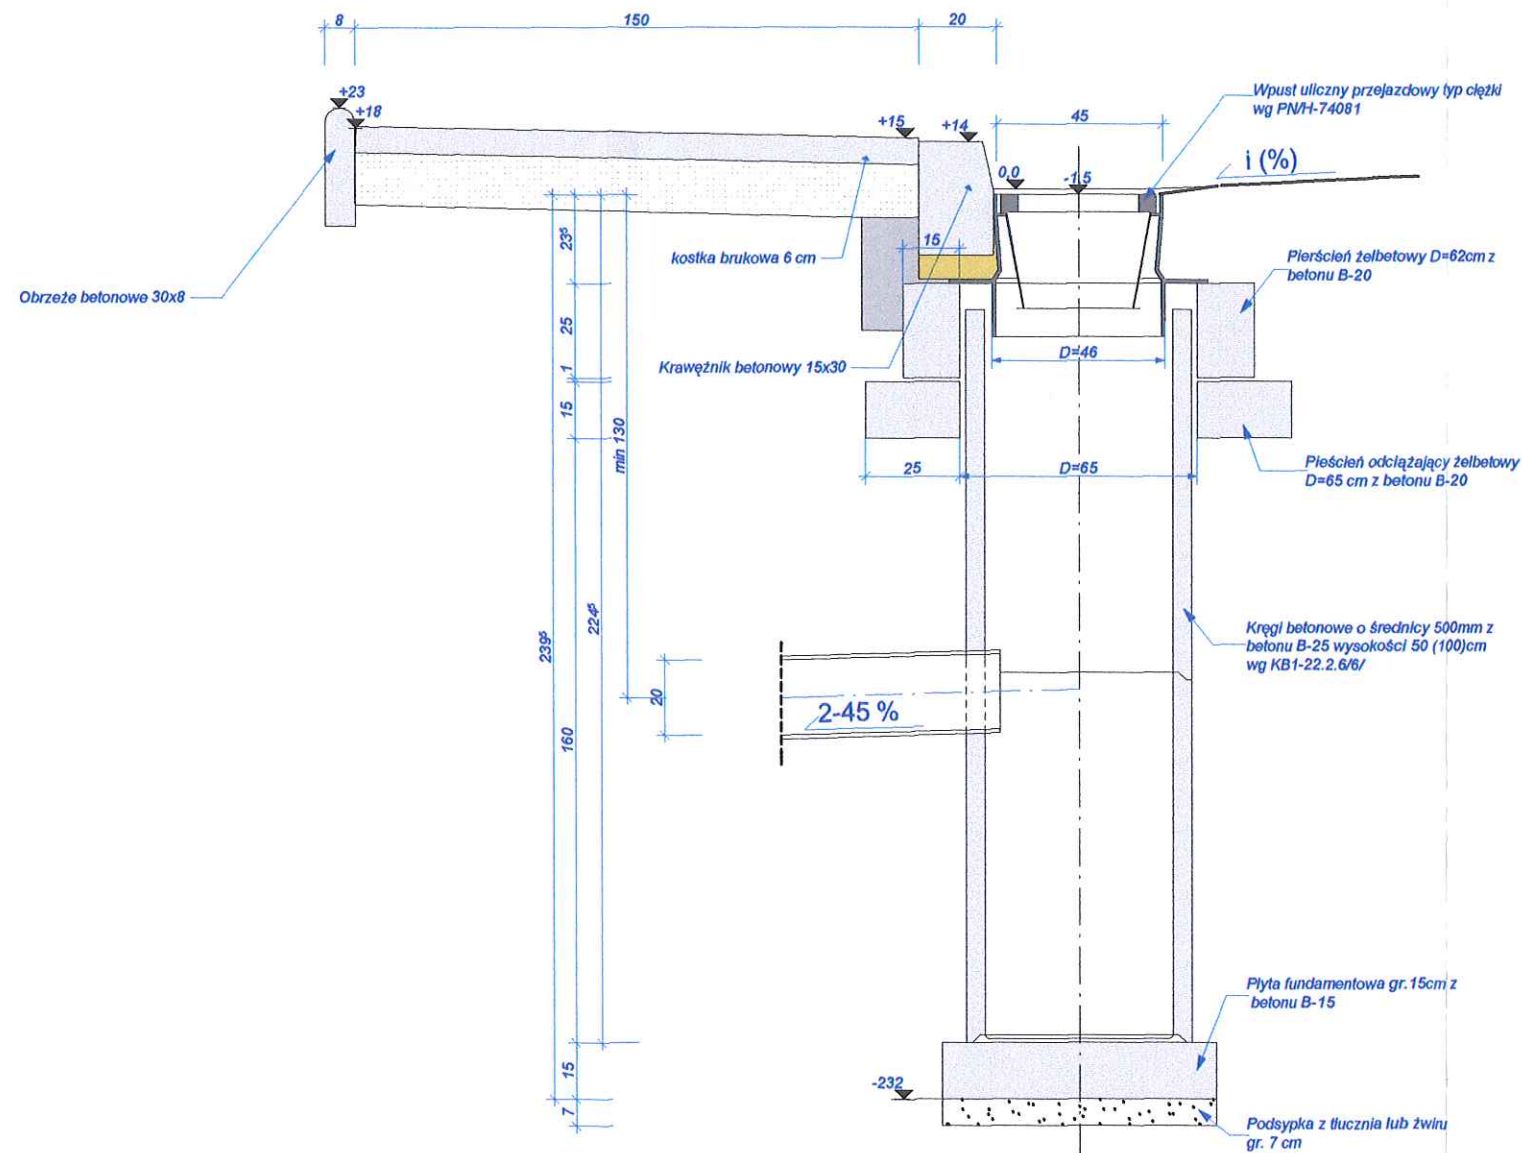 8
150
20
+23
+18
+15
+14
45
Wpust uliczny przejazdowy typ ciężki
wg PN/H-74081
0,0
-1,5
i (%)
15
kostka brukowa 6 cm
Pierścień żelbetowy D=62cm z
betonu B-20
Obrzeże betonowe 30x8
23⁵
25
1
15
Krawężnik betonowy 15x30
D=46
min 130
25
D=65
Pieścień odciążający żelbetowy
D=65 cm z betonu B-20
239⁵
224⁵
Kręgi betonowe o średnicy 500mm z
betonu B-25 wysokości 50 (100)cm
wg KB1-22.2.6/6/
20
2-45 %
160
Płyta fundamentowa gr.15cm z
betonu B-15
15
-232
7
Podsypka z tłucznia lub żwiru
gr. 7 cm